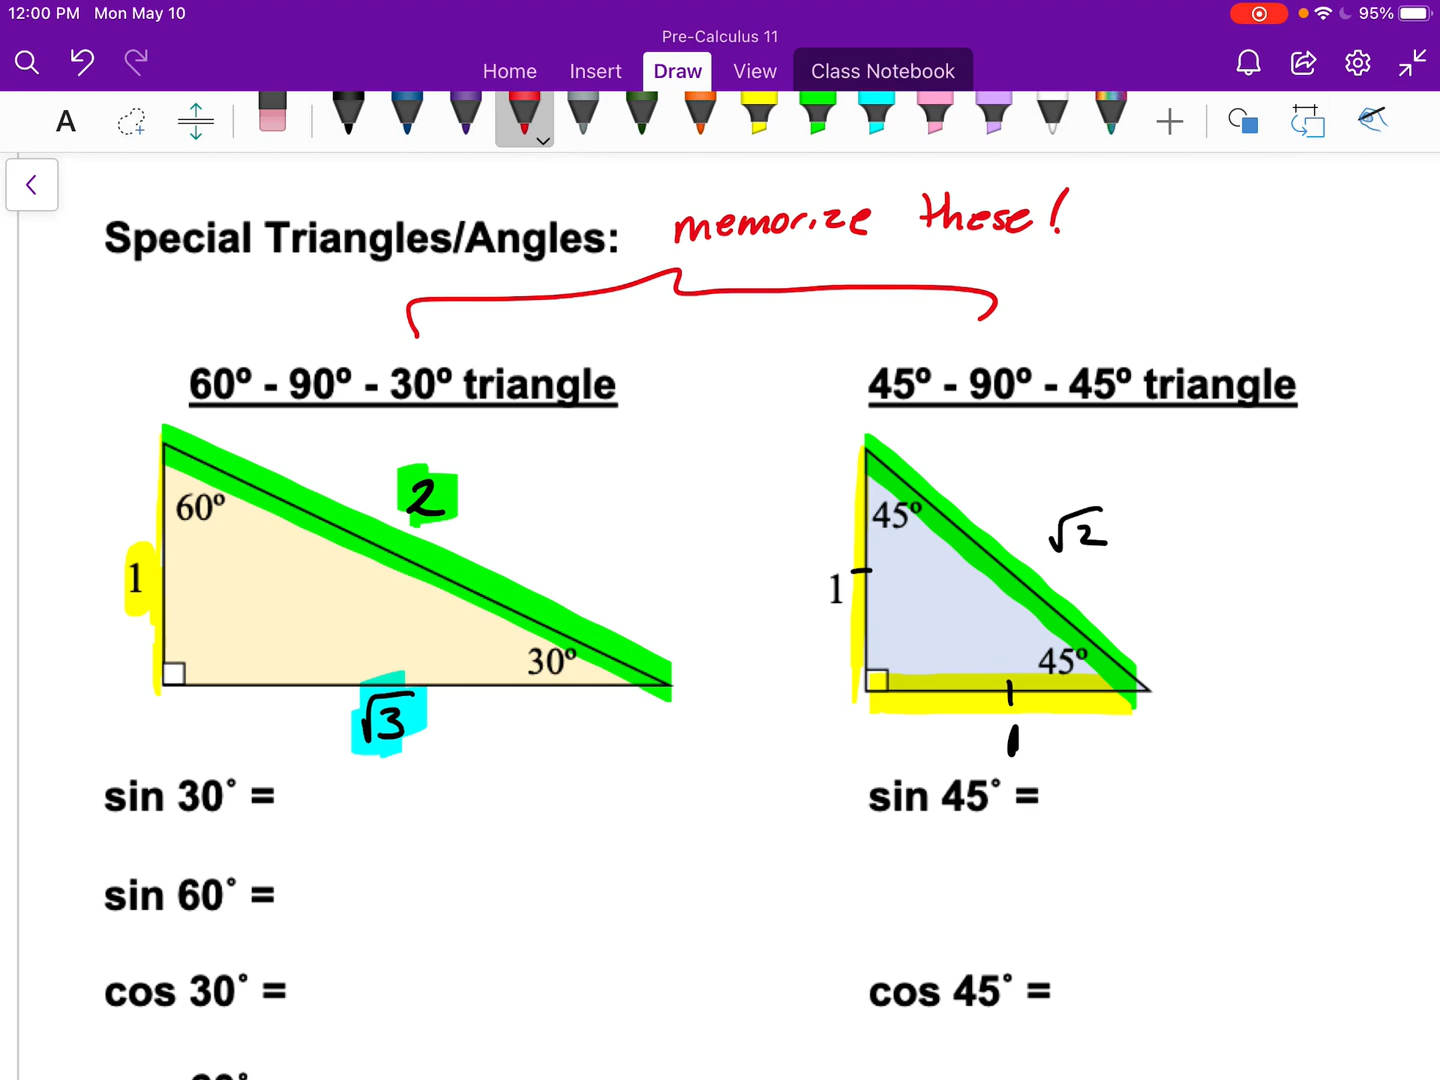 12:00 PM Mon May 10 95%
Pre-Calculus 11
Home Insert Draw View Class Notebook
A
Special Triangles/Angles: memorize these!
60º - 90º - 30º triangle 45º - 90º - 45º triangle
2
60º
45º
√2
1
1
30º
45º
√3
1
sin 30° = sin 45° =
sin 60° =
cos 30° = cos 45° =